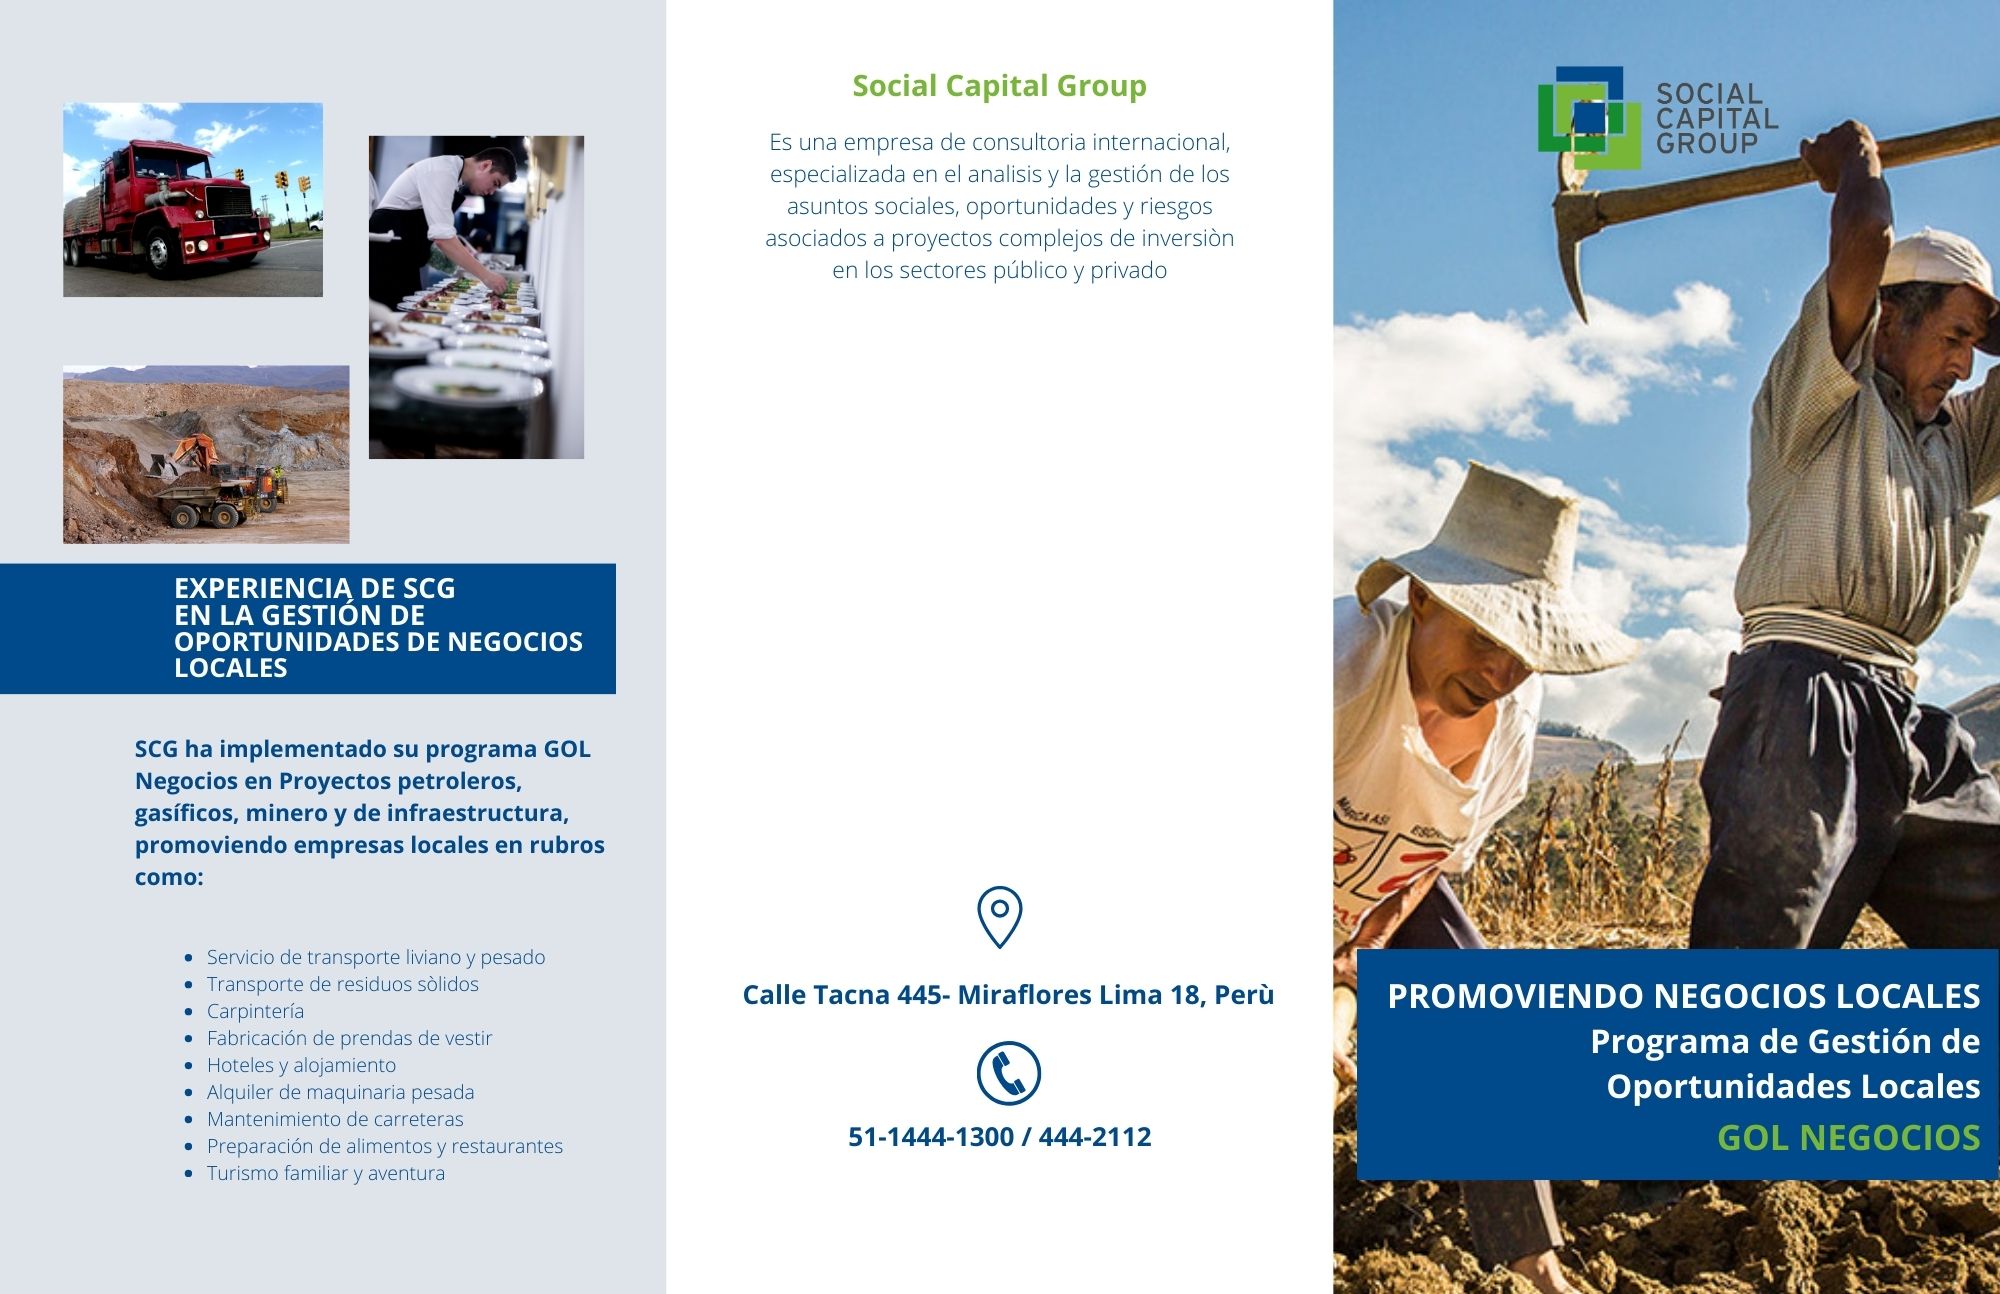 EXPERIENCIA DE SCG
EN LA GESTIÓN DE
OPORTUNIDADES DE NEGOCIOS
LOCALES
SCG ha implementado su programa GOL
Negocios en Proyectos petroleros,
gasíficos, minero y de infraestructura,
promoviendo empresas locales en rubros
como:
Servicio de transporte liviano y pesado
Transporte de residuos sòlidos
Carpintería
Fabricación de prendas de vestir
Hoteles y alojamiento
Alquiler de maquinaria pesada
Mantenimiento de carreteras
Preparación de alimentos y restaurantes
Turismo familiar y aventura
Social Capital Group
Es una empresa de consultoria internacional,
especializada en el analisis y la gestión de los
asuntos sociales, oportunidades y riesgos
asociados a proyectos complejos de inversiòn
en los sectores público y privado
Calle Tacna 445- Miraflores Lima 18, Perù
51-1444-1300 / 444-2112
SOCIAL
CAPITAL
GROUP
PROMOVIENDO NEGOCIOS LOCALES
Programa de Gestión de
Oportunidades Locales
GOL NEGOCIOS